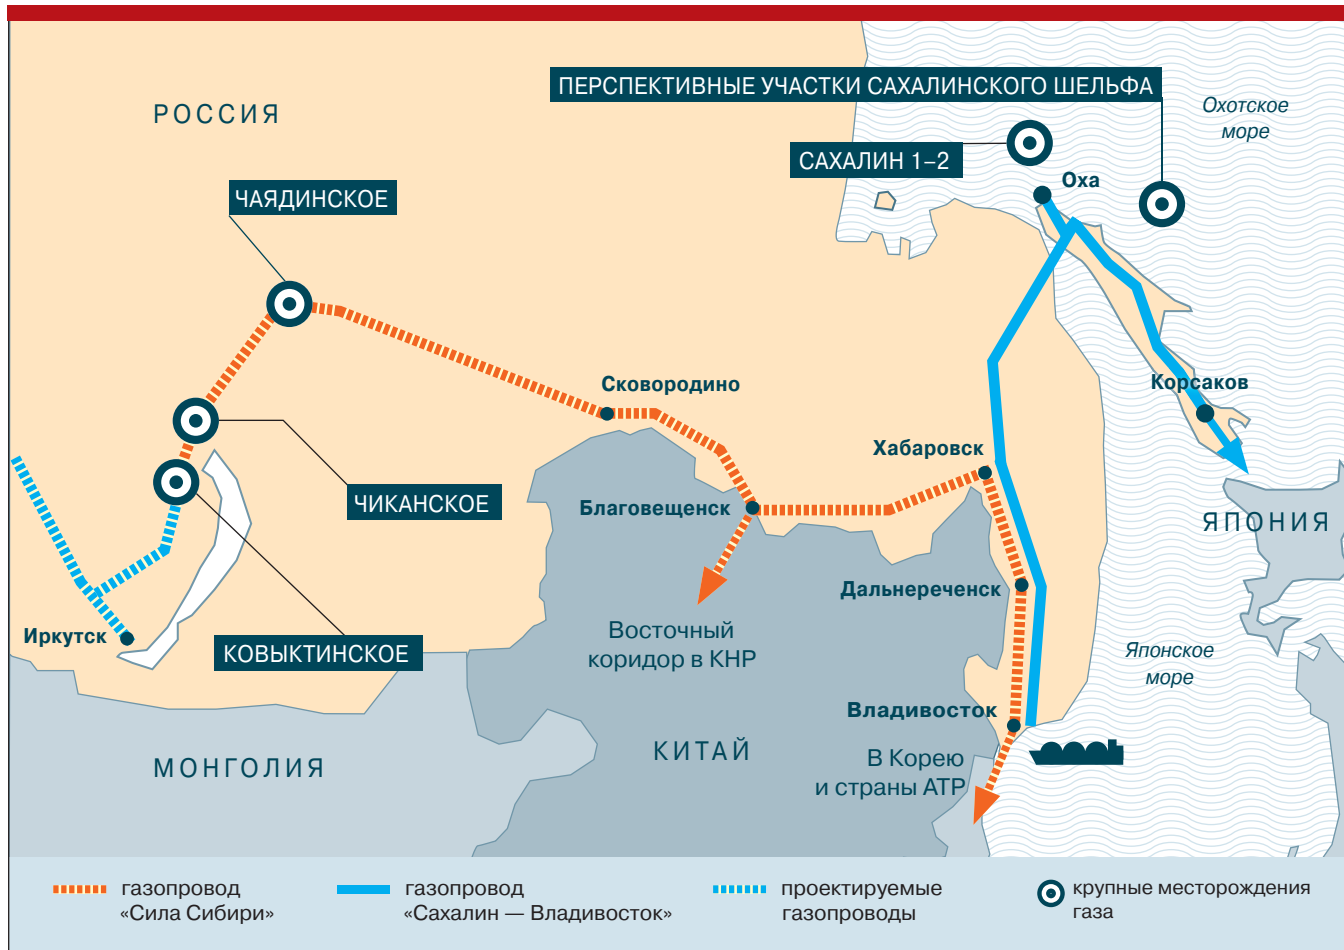 ПЕРСПЕКТИВНЫЕ УЧАСТКИ САХАЛИНСКОГО ШЕЛЬФА
Охотское
море
РОССИЯ
САХАЛИН 1–2
Оха
ЧАЯДИНСКОЕ
Сковородино
Корсаков
Хабаровск
ЧИКАНСКОЕ
Благовещенск
ЯПОНИЯ
Дальнереченск
Иркутск
КОВЫКТИНСКОЕ
Восточный
коридор в КНР
Японское
море
Владивосток
КИТАЙ
МОНГОЛИЯ
В Корею
и страны АТР
газопровод
«Сила Сибири»
газопровод
«Сахалин — Владивосток»
проектируемые
газопроводы
крупные месторождения
газа